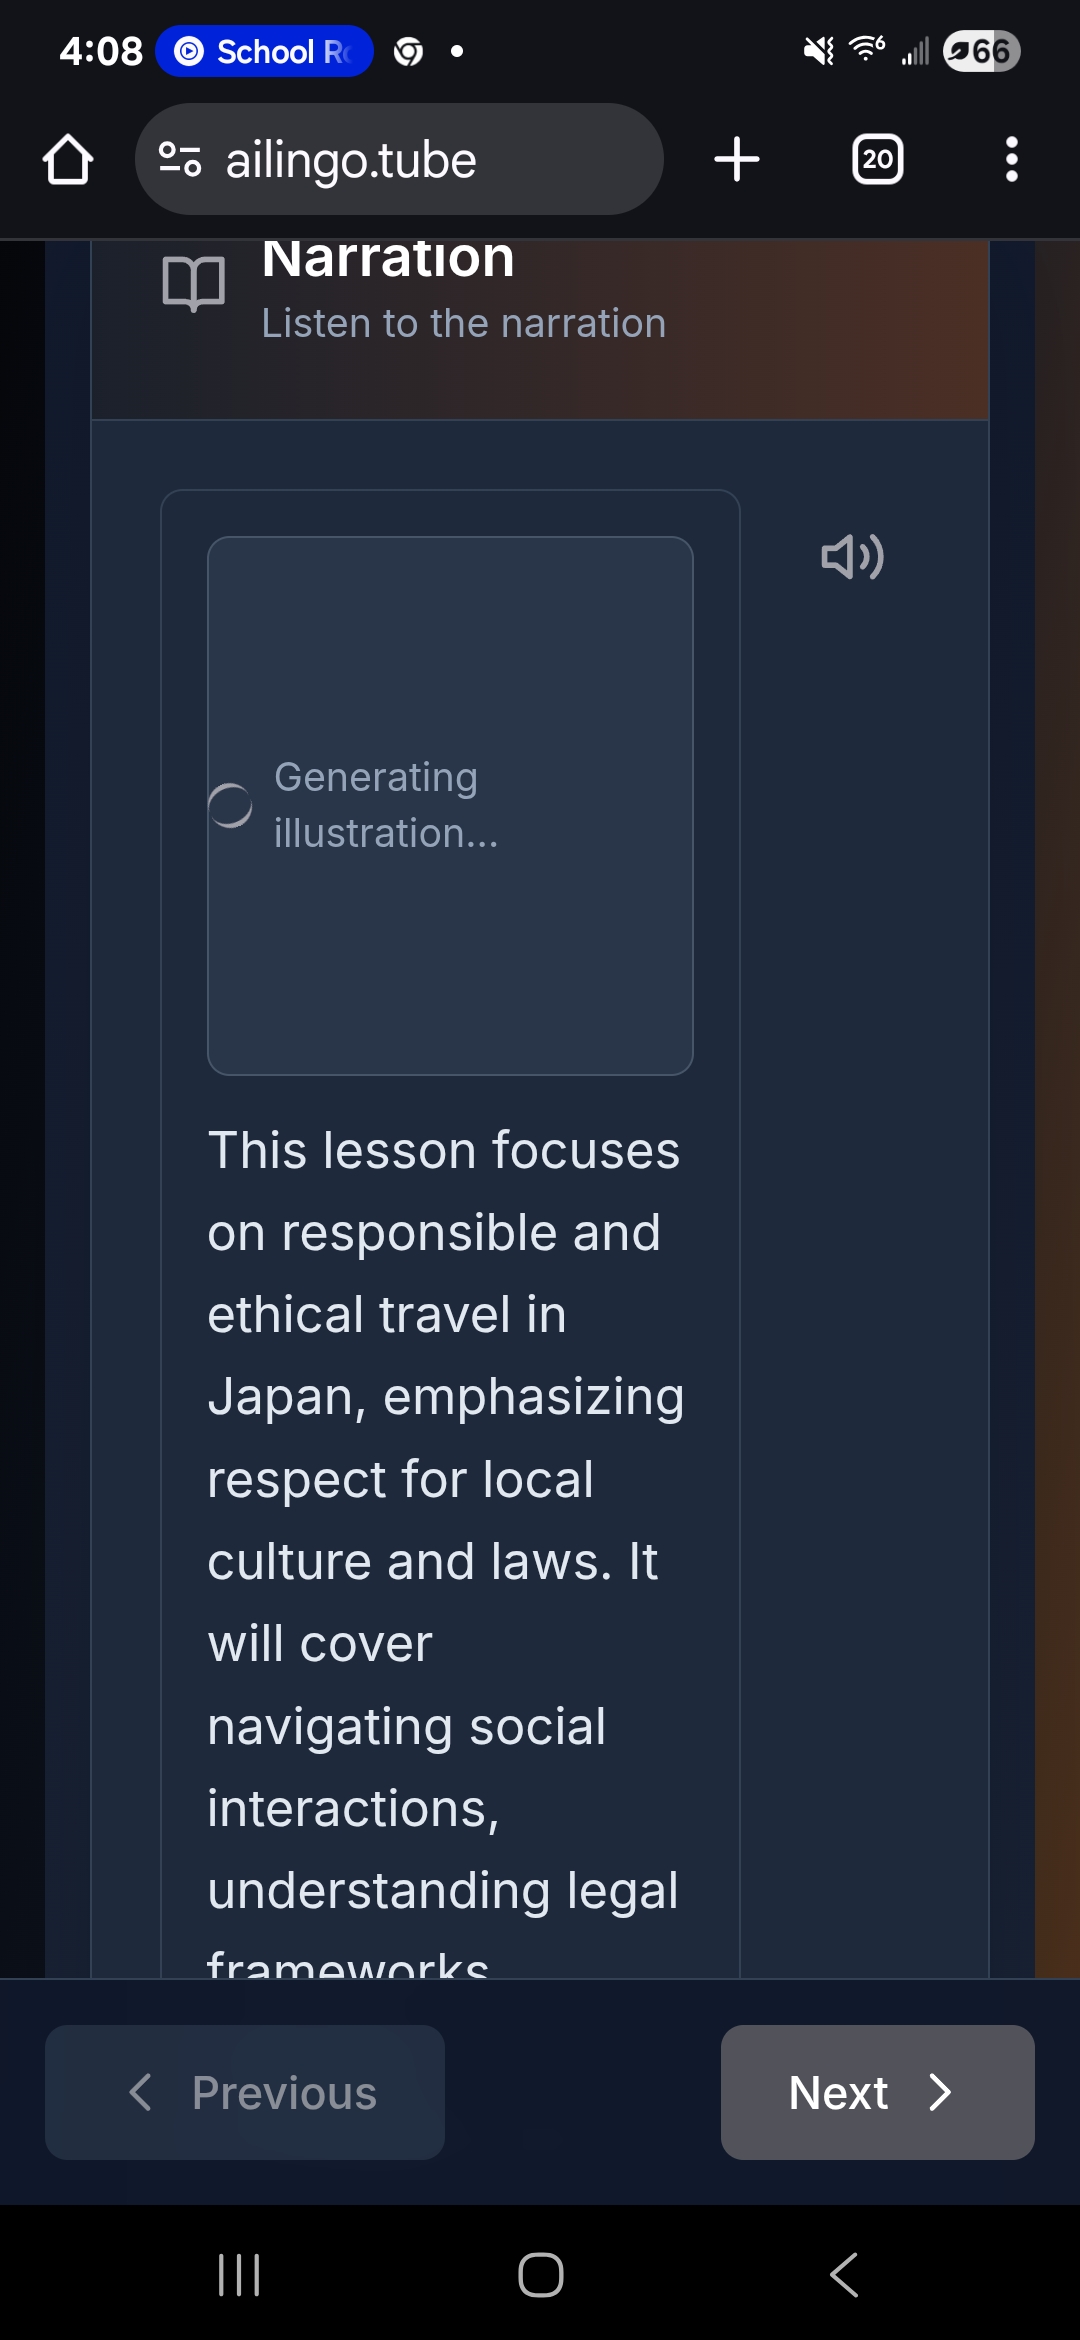 4:08 School R 6 66
ailingo.tube 20
Narration
Listen to the narration
Generating
illustration...
This lesson focuses
on responsible and
ethical travel in
Japan, emphasizing
respect for local
culture and laws. It
will cover
navigating social
interactions,
understanding legal
frameworks
Previous Next